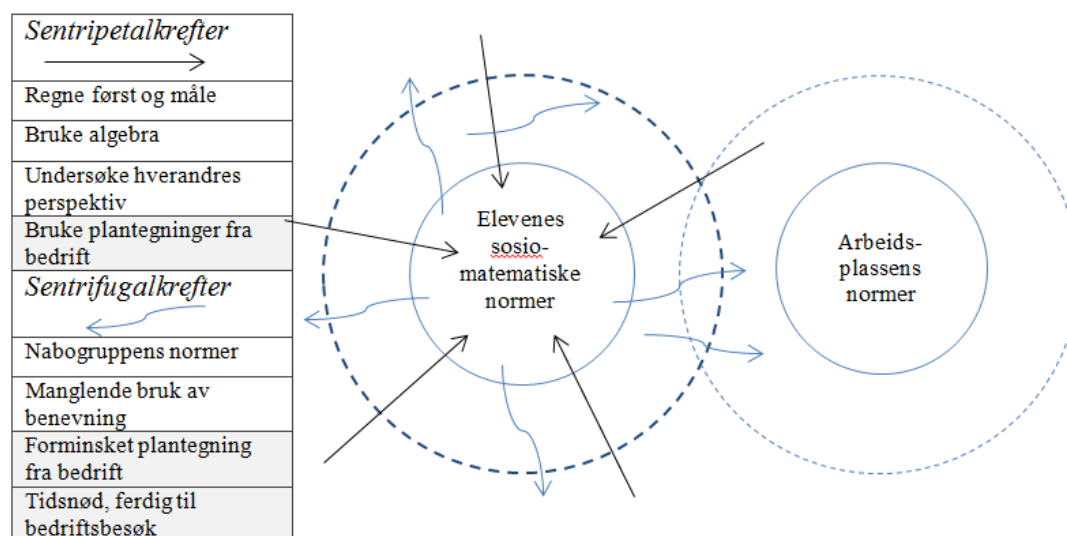 Sentripetalkrefter
Regne først og måle
Bruke algebra
Undersøke hverandres
perspektiv
Bruke plantegninger fra
bedrift
Sentrifugalkrefter
Nabogruppens normer
Manglende bruk av
benevning
Forminsket plantegning
fra bedrift
Tidsnød, ferdig til
bedriftsbesøk
Elevenes
sosio-
matematiske
normer
Arbeids-
plassens
normer